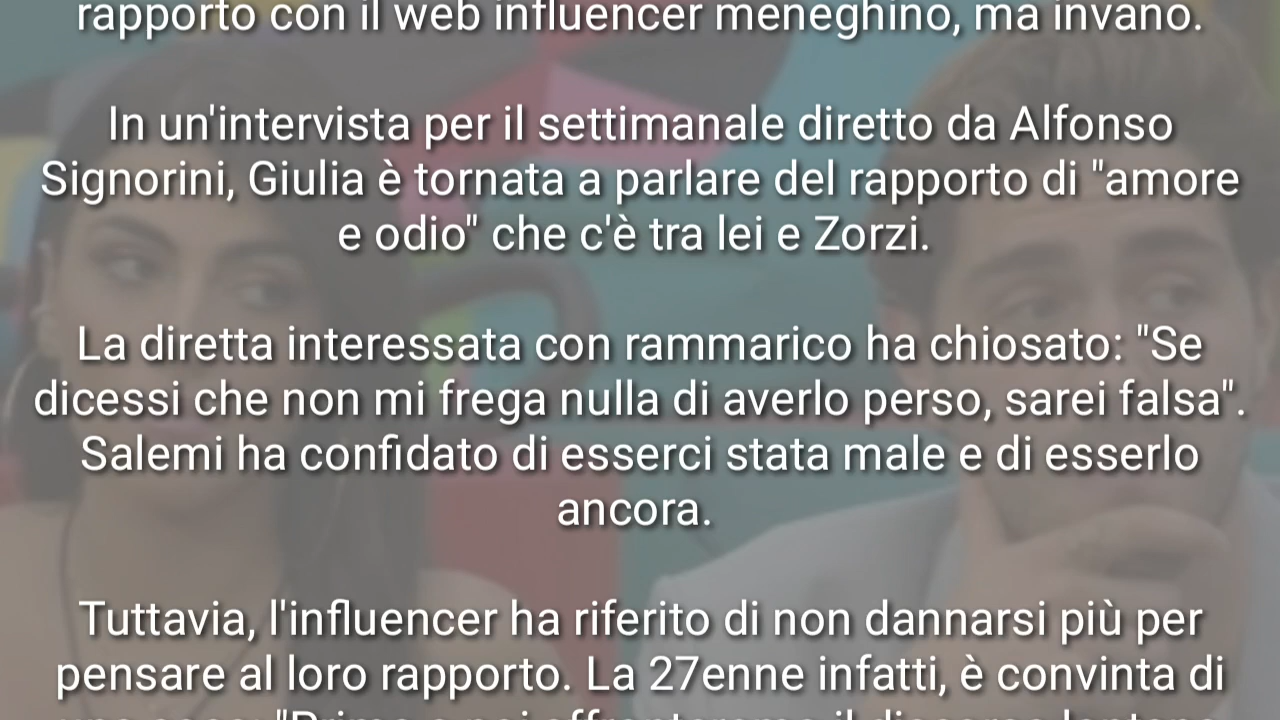 rapporto con il web influencer meneghino, ma invano.
In un'intervista per il settimanale diretto da Alfonso
Signorini, Giulia è tornata a parlare del rapporto di "amore
e odio" che c'è tra lei e Zorzi.
La diretta interessata con rammarico ha chiosato: "Se
dicessi che non mi frega nulla di averlo perso, sarei falsa".
Salemi ha confidato di esserci stata male e di esserlo
ancora.
Tuttavia, l'influencer ha riferito di non dannarsi più per
pensare al loro rapporto. La 27enne infatti, è convinta di